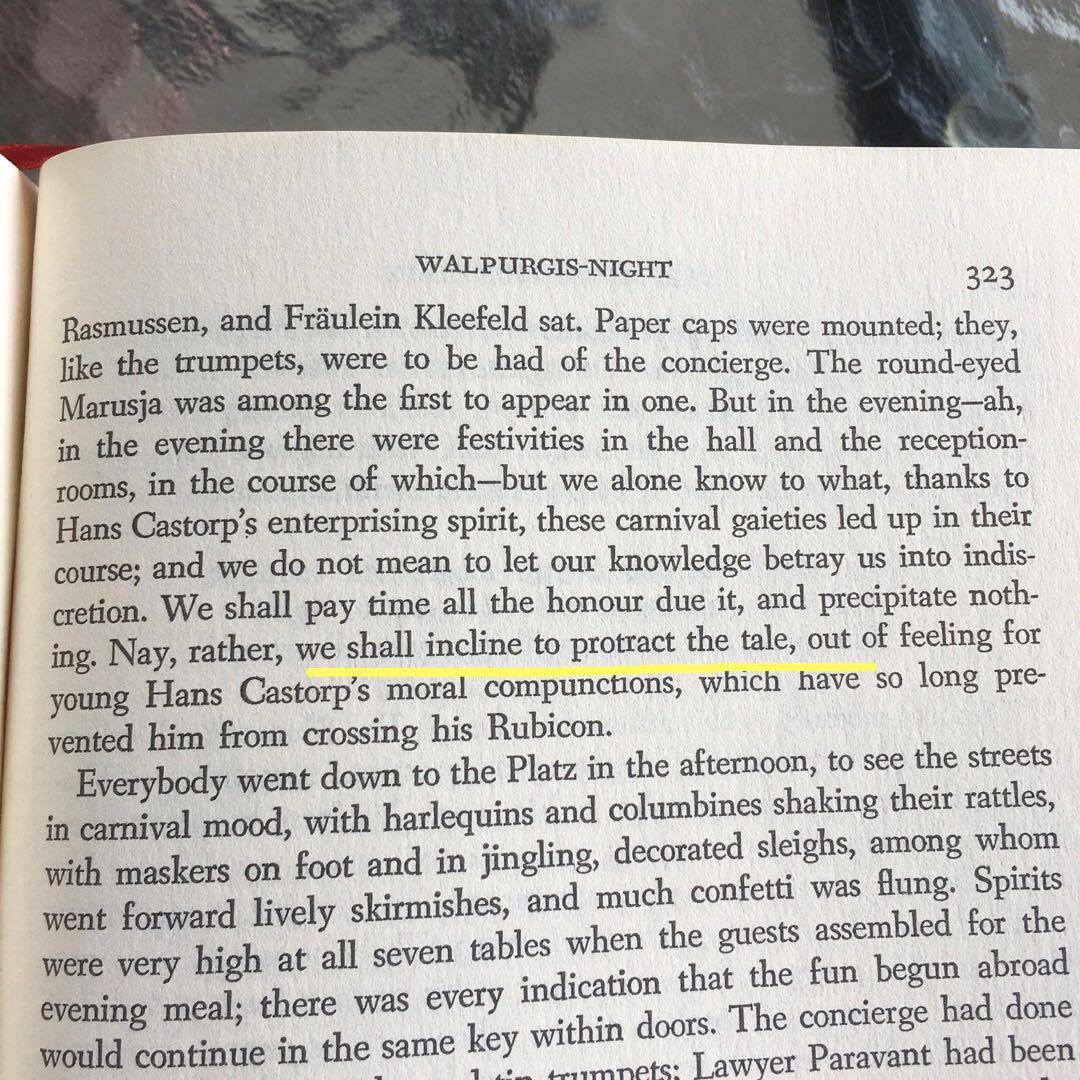 WALPURGIS-NIGHT 323
Rasmussen, and Fräulein Kleefeld sat. Paper caps were mounted; they,
like the trumpets, were to be had of the concierge. The round-eyed
Marusja was among the first to appear in one. But in the evening—ah,
in the evening there were festivities in the hall and the reception-
rooms, in the course of which—but we alone know to what, thanks to
Hans Castorp's enterprising spirit, these carnival gaieties led up in their
course; and we do not mean to let our knowledge betray us into indis-
cretion. We shall pay time all the honour due it, and precipitate noth-
ing. Nay, rather, we shall incline to protract the tale, out of feeling for
young Hans Castorp's moral compunctions, which have so long pre-
vented him from crossing his Rubicon.
Everybody went down to the Platz in the afternoon, to see the streets
in carnival mood, with harlequins and columbines shaking their rattles,
with maskers on foot and in jingling, decorated sleighs, among whom
went forward lively skirmishes, and much confetti was flung. Spirits
were very high at all seven tables when the guests assembled for the
evening meal; there was every indication that the fun begun abroad
would continue in the same key within doors. The concierge had done
trumpets; Lawyer Paravant had been